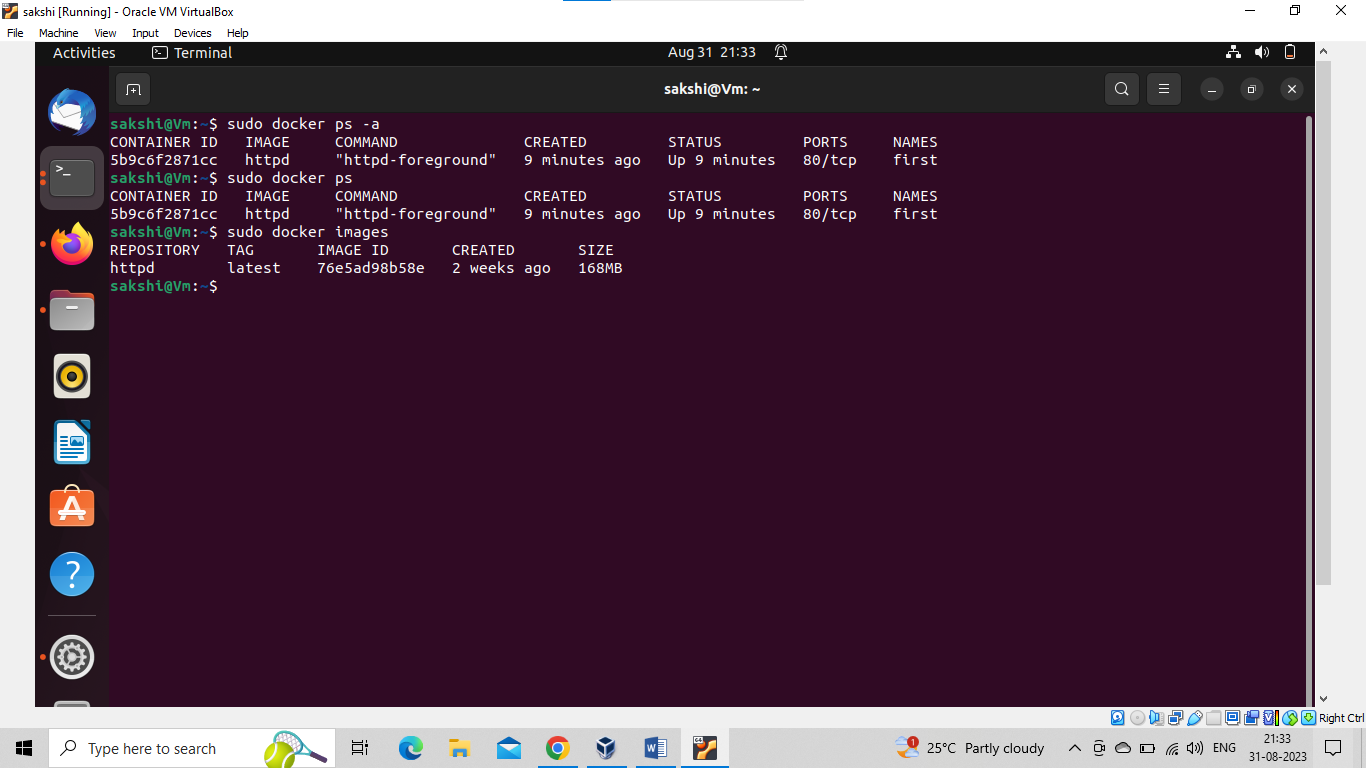 sakshi [Running] - Oracle VM VirtualBox
File Machine View Input Devices Help
Activities Terminal Aug 31 21:33
sakshi@Vm: ~
sakshi@Vm:~$ sudo docker ps -a
CONTAINER ID IMAGE COMMAND CREATED STATUS PORTS NAMES
5b9c6f2871cc httpd "httpd-foreground" 9 minutes ago Up 9 minutes 80/tcp first
sakshi@Vm:~$ sudo docker ps
CONTAINER ID IMAGE COMMAND CREATED STATUS PORTS NAMES
5b9c6f2871cc httpd "httpd-foreground" 9 minutes ago Up 9 minutes 80/tcp first
sakshi@Vm:~$ sudo docker images
REPOSITORY TAG IMAGE ID CREATED SIZE
httpd latest 76e5ad98b58e 2 weeks ago 168MB
sakshi@Vm:~$
Right Ctrl
Type here to search
1
25°C Partly cloudy
ENG
21:33
31-08-2023